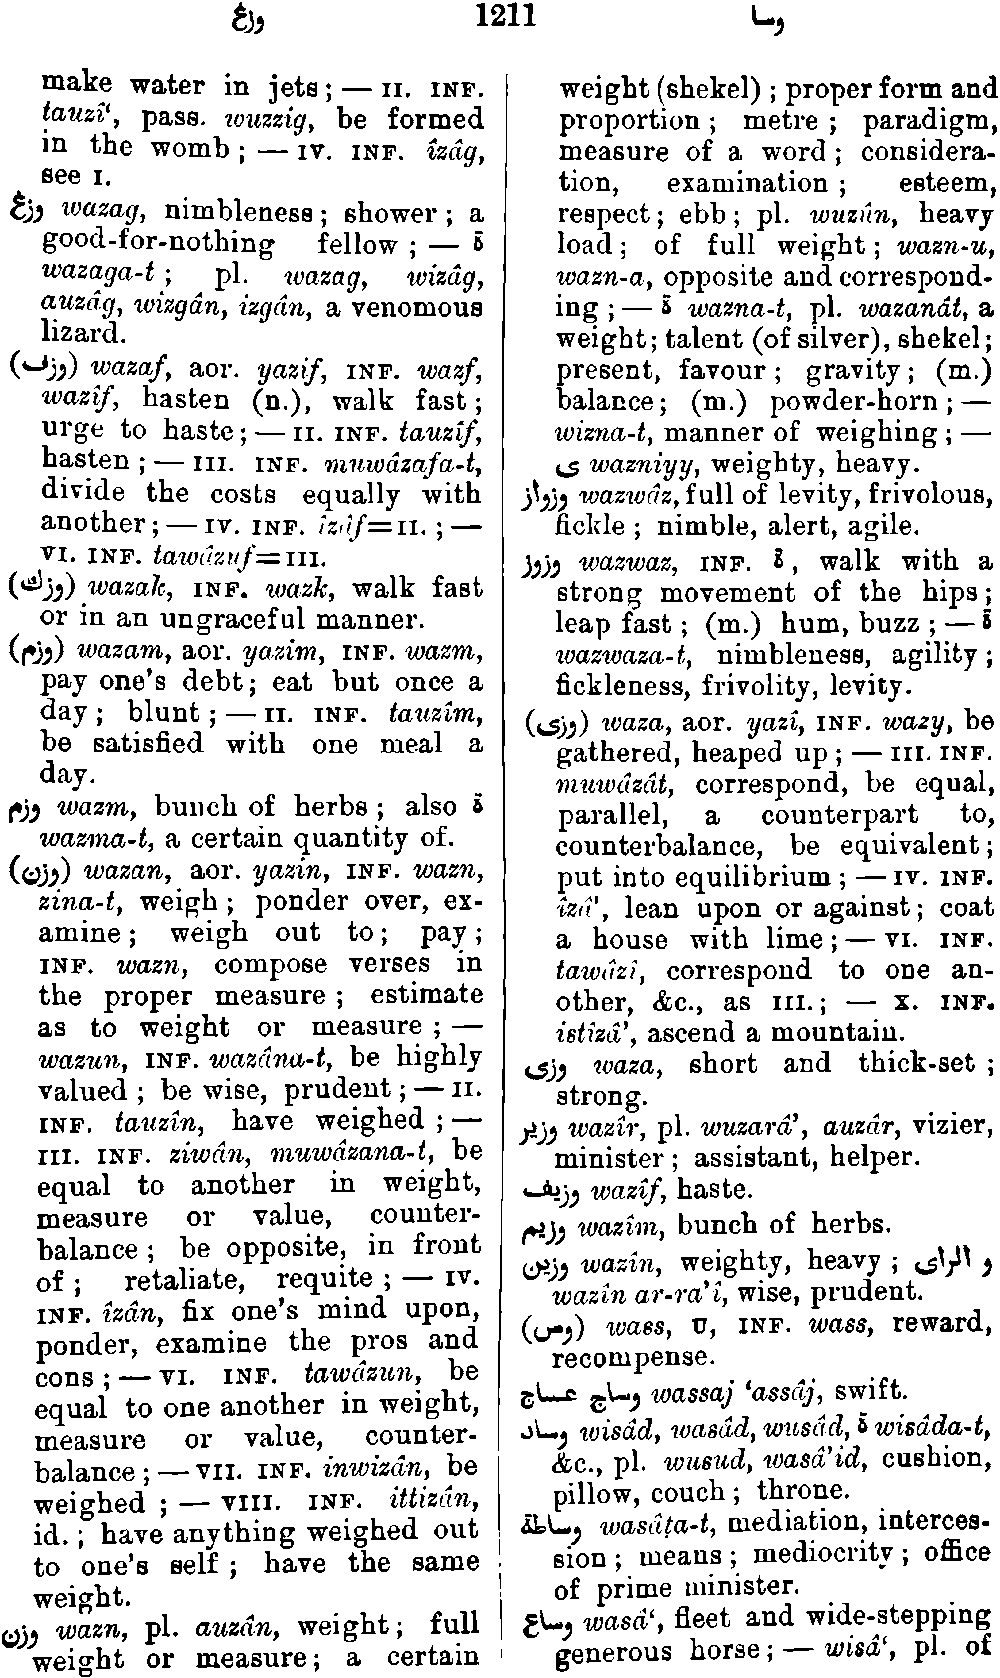 وزغ 1211 وسا
make water in jets; — II. INF.
tauzî‘, pass. wuzzig, be formed
in the womb; — IV. INF. îzâg,
see I.
وزغ wazag, nimbleness; shower; a
good-for-nothing fellow; — ة
wazaga-t; pl. wazag, wizâg,
auzâg, wizgân, izgân, a venomous
lizard.
(وزف) wazaf, aor. yazif, INF. wazf,
wazîf, hasten (n.), walk fast;
urge to haste; — II. INF. tauzîf,
hasten; — III. INF. muwâzafa-t,
divide the costs equally with
another; — IV. INF. îzâf=II.; —
VI. INF. tawâzuf=III.
(وزك) wazak, INF. wazk, walk fast
or in an ungraceful manner.
(وزم) wazam, aor. yazim, INF. wazm,
pay one's debt; eat but once a
day; blunt; — II. INF. tauzîm,
be satisfied with one meal a
day.
وزم wazm, bunch of herbs; also ة
wazma-t, a certain quantity of.
(وزن) wazan, aor. yazin, INF. wazn,
zina-t, weigh; ponder over, ex-
amine; weigh out to; pay;
INF. wazn, compose verses in
the proper measure; estimate
as to weight or measure; —
wazun, INF. wazâna-t, be highly
valued; be wise, prudent; — II.
INF. tauzîn, have weighed; —
III. INF. ziwân, muwâzana-t, be
equal to another in weight,
measure or value, counter-
balance; be opposite, in front
of; retaliate, requite; — IV.
INF. îzân, fix one's mind upon,
ponder, examine the pros and
cons; — VI. INF. tawâzun, be
equal to one another in weight,
measure or value, counter-
balance; — VII. INF. inwizân, be
weighed; — VIII. INF. ittizân,
id.; have anything weighed out
to one's self; have the same
weight.
وزن wazn, pl. auzân, weight; full
weight or measure; a certain
weight (shekel); proper form and
proportion; metre; paradigm,
measure of a word; considera-
tion, examination; esteem,
respect; ebb; pl. wuzûn, heavy
load; of full weight; wazn-u,
wazn-a, opposite and correspond-
ing; — ة wazna-t, pl. wazanât, a
weight; talent (of silver), shekel;
present, favour; gravity; (m.)
balance; (m.) powder-horn; —
wizna-t, manner of weighing; —
ى wazniyy, weighty, heavy.
وزواز wazwâz, full of levity, frivolous,
fickle; nimble, alert, agile.
وزوز wazwaz, INF. ة, walk with a
strong movement of the hips;
leap fast; (m.) hum, buzz; — ة
wazwaza-t, nimbleness, agility;
fickleness, frivolity, levity.
(وزى) waza, aor. yazî, INF. wazy, be
gathered, heaped up; — III. INF.
muwâzât, correspond, be equal,
parallel, a counterpart to,
counterbalance, be equivalent;
put into equilibrium; — IV. INF.
îzâ', lean upon or against; coat
a house with lime; — VI. INF.
tawâzî, correspond to one an-
other, &c., as III.; — X. INF.
istîzâ’, ascend a mountain.
وزى waza, short and thick-set;
strong.
وزير wazîr, pl. wuzarâ’, auzâr, vizier,
minister; assistant, helper.
وزيف wazîf, haste.
وزيم wazîm, bunch of herbs.
وزين wazîn, weighty, heavy; و الراى
wazîn ar-ra’î, wise, prudent.
(وس) wass, U, INF. wass, reward,
recompense.
وساج عساج wassaj ‘assâj, swift.
وساد wisâd, wasâd, wusâd, ة wisâda-t,
&c., pl. wusud, wasâ’id, cushion,
pillow, couch; throne.
وساطة wasâṭa-t, mediation, interces-
sion; means; mediocrity; office
of prime minister.
وساع wasâ‘, fleet and wide-stepping
generous horse; — wisâ‘, pl. of